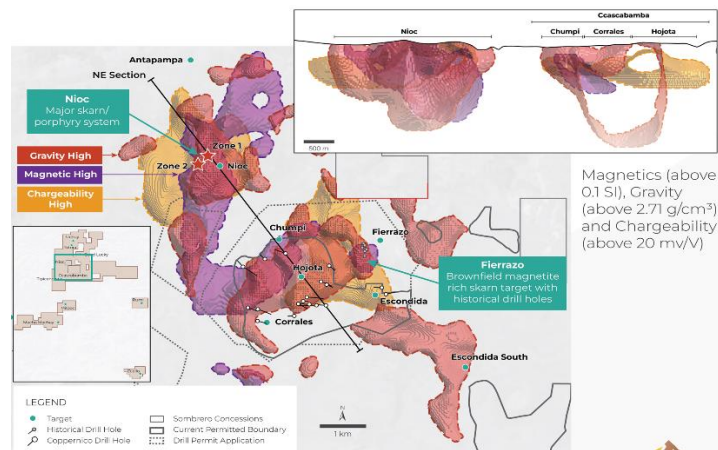 Ccascabamba
Nioc
Chumpi
Corrales
Hojota
500 m
Antapampa
NE Section
Nioc
Major skarn/
porphyry system
Zone 1
Zone 2
Nioc
Gravity High
Magnetic High
Chargeability
High
Magnetics (above
0.1 SI), Gravity
(above 2.71 g/cm³)
and Chargeability
(above 20 mv/V)
Chumpi
Fierrazo
Hojota
Fierrazo
Brownfield magnetite
rich skarn target with
historical drill holes
Escondida
Corrales
Escondida South
LEGEND
Target
Historical Drill Hole
Coppernico Drill Hole
Sombrero Concessions
Current Permitted Boundary
Drill Permit Application
N
1 km